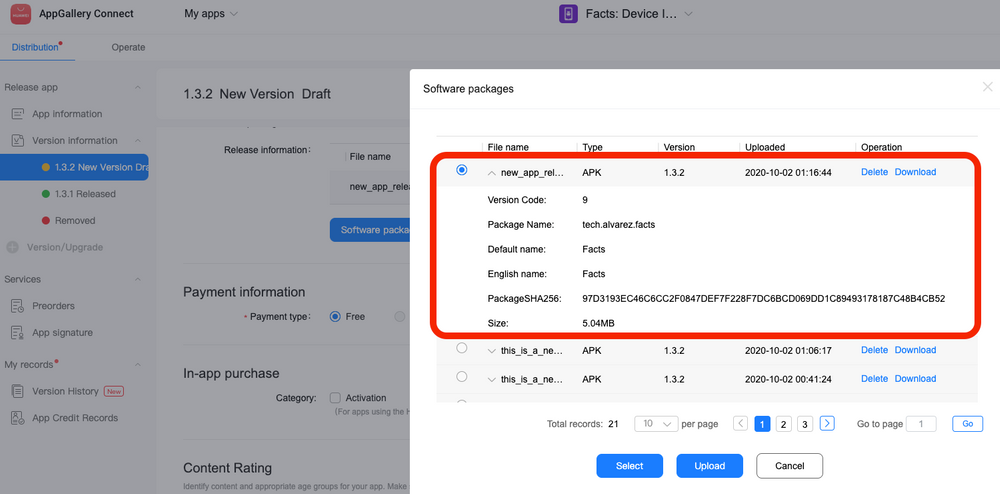 HUAWEI AppGallery Connect My apps Facts: Device I...
Distribution Operate
Release app
App information
Version information
1.3.2 New Version Dra
1.3.1 Released
Removed
Version/Upgrade
Services
Preorders
App signature
My records
Version History New
App Credit Records
1.3.2 New Version Draft
Release information:
File name
new_app_relea
Software packa
Payment information
* Payment type: Free
In-app purchase
Category: Activation
(For apps using the H
Content Rating
Identify content and appropriate age groups for your app. Make
Software packages
File name Type Version Uploaded Operation
new_app_rel... APK 1.3.2 2020-10-02 01:16:44 Delete Download
Version Code: 9
Package Name: tech.alvarez.facts
Default name: Facts
English name: Facts
PackageSHA256: 97D3193EC46C6CC2F0847DEF7F228F7DC6BCD069DD1C89493178187C48B4CB52
Size: 5.04MB
this_is_a_ne... APK 1.3.2 2020-10-02 01:06:17 Delete Download
this_is_a_ne... APK 1.3.2 2020-10-02 00:41:24 Delete Download
Total records: 21 10 per page 1 2 3 Go to page 1 Go
Select Upload Cancel